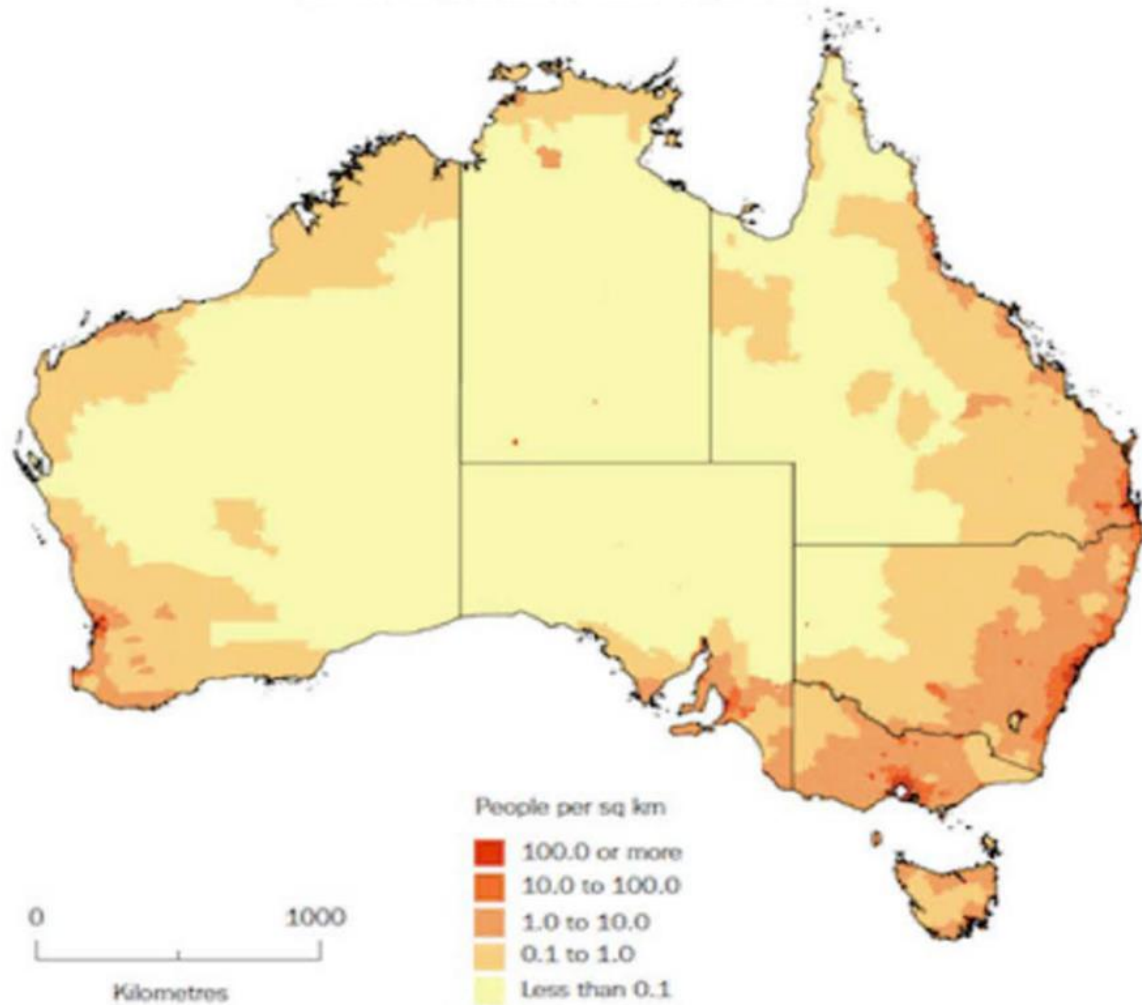 People per sq km
100.0 or more
10.0 to 100.0
1.0 to 10.0
0.1 to 1.0
Less than 0.1
0 1000
Kilometres